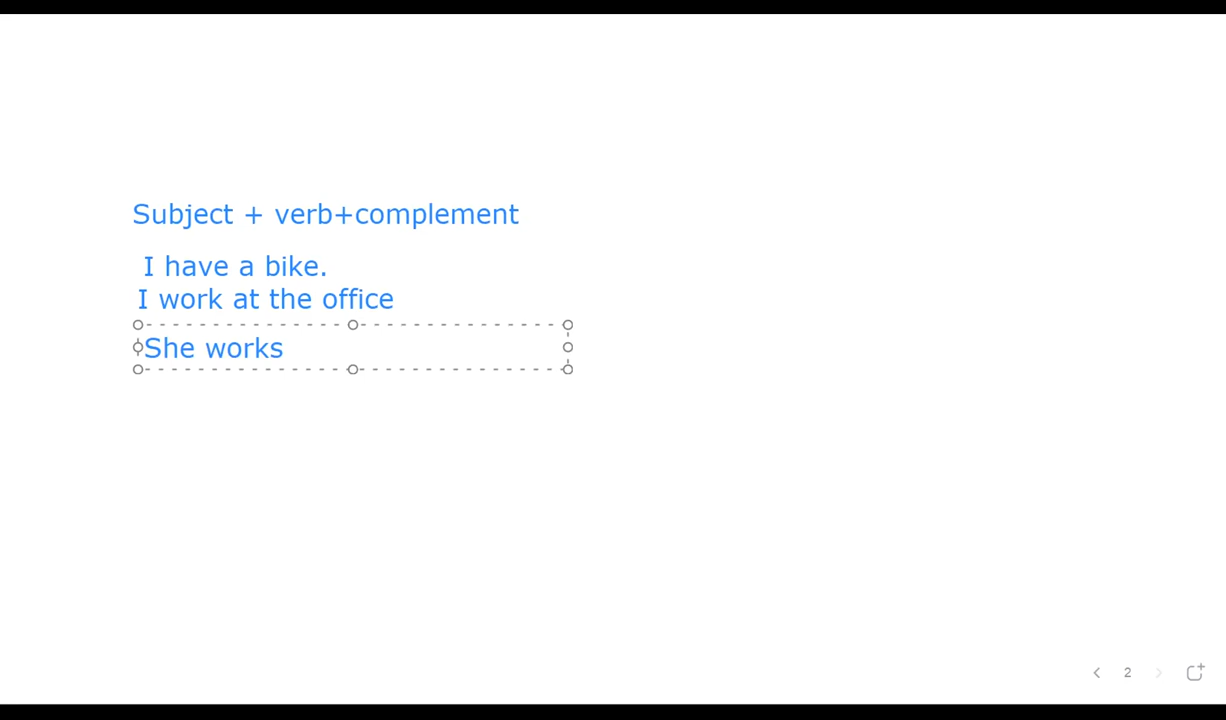 Subject + verb+complement
I have a bike.
I work at the office
She works
2